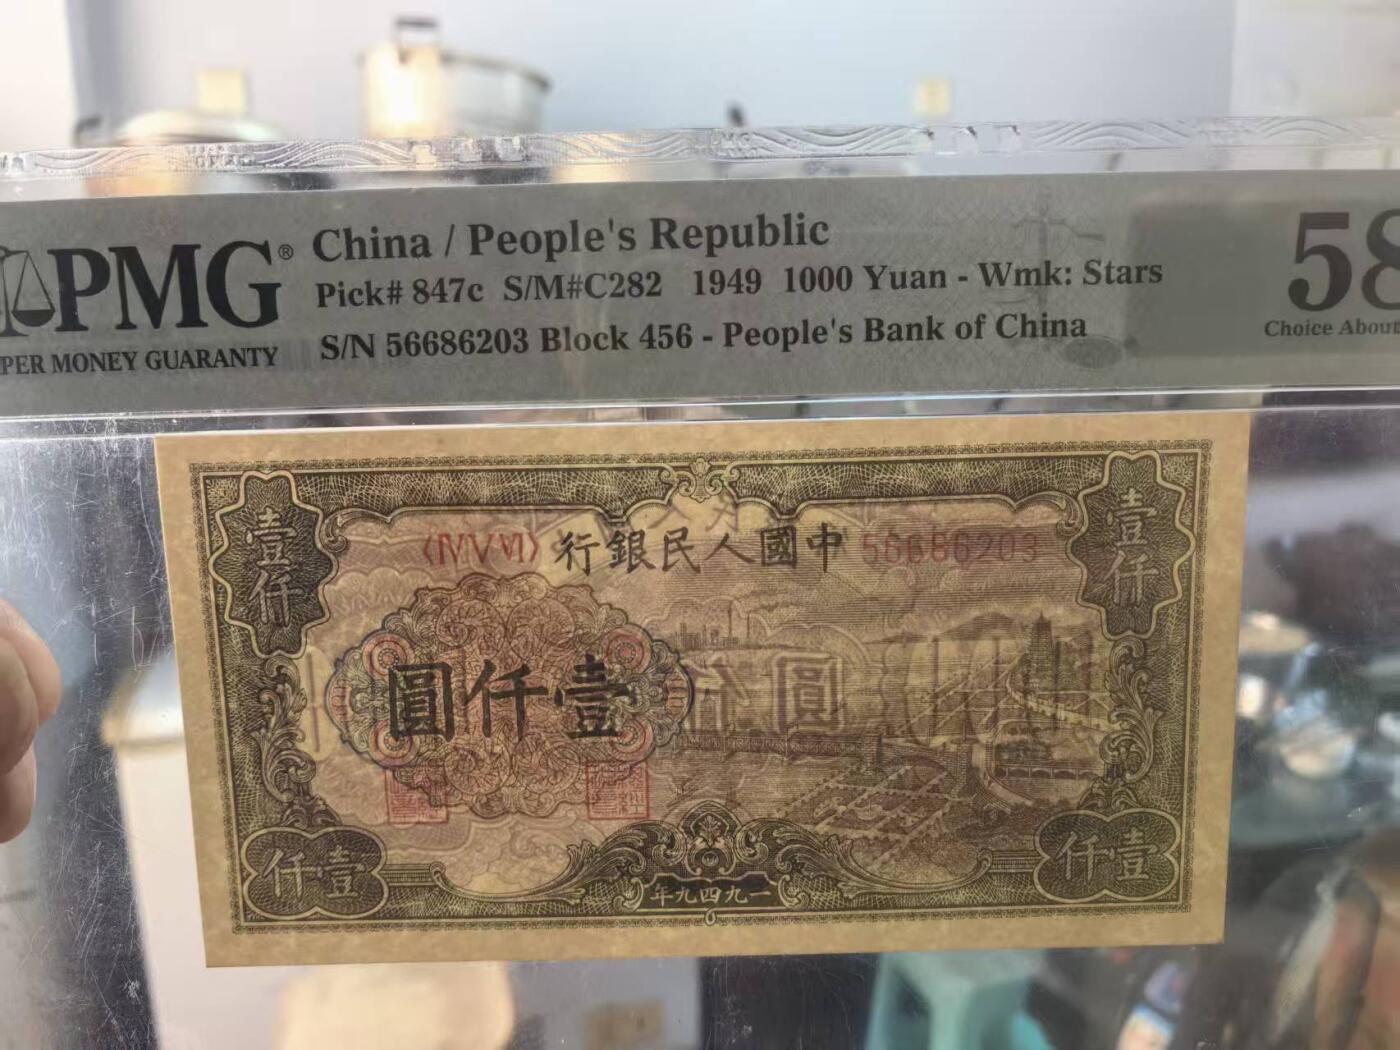 PMG®
PER MONEY GUARANTY
China / People's Republic
Pick# 847c S/M#C282 1949 1000 Yuan - Wmk: Stars
S/N 56686203 Block 456 - People's Bank of China
58
Choice About
壹仟
壹仟
〈ⅣⅤⅥ〉 行銀民人國中 56686203
圓仟壹
仟壹
年九四九一
仟壹